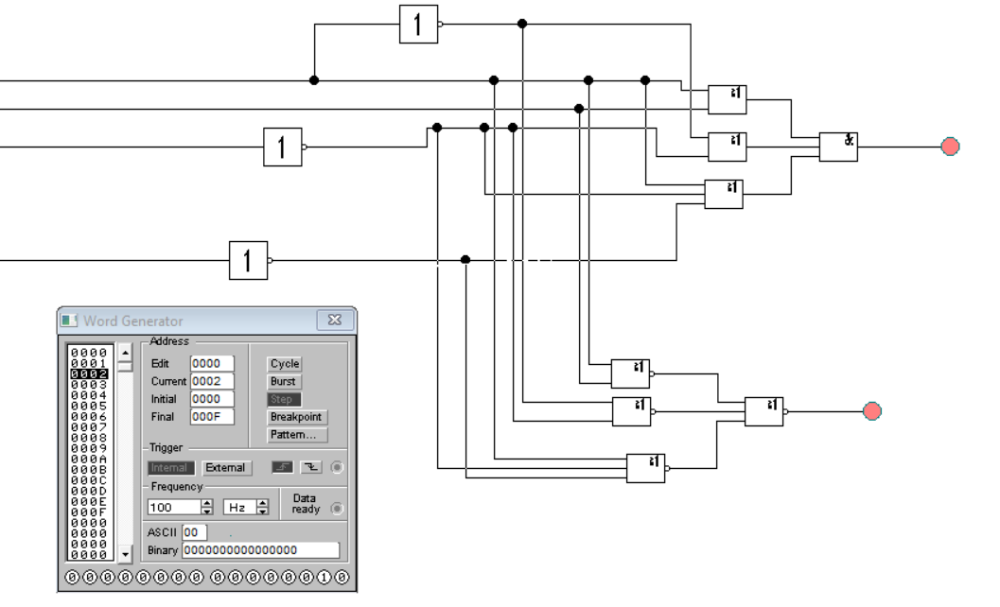 1
≥1
1
≥1
&
≥1
1
Word Generator
Address
0000
0001
0002
0003
0004
0005
0006
0007
0008
0009
000A
000B
000C
000D
000E
000F
0000
0000
0000
0000
Edit 0000 Cycle
Current 0002 Burst
Initial 0000 Step
Final 000F Breakpoint
Pattern...
Trigger
Internal External
Frequency
100 Hz Data ready
ASCII 00
Binary 0000000000000000
0 0 0 0 0 0 0 0 0 0 0 0 0 0 1 0
≥1
≥1
≥1
≥1